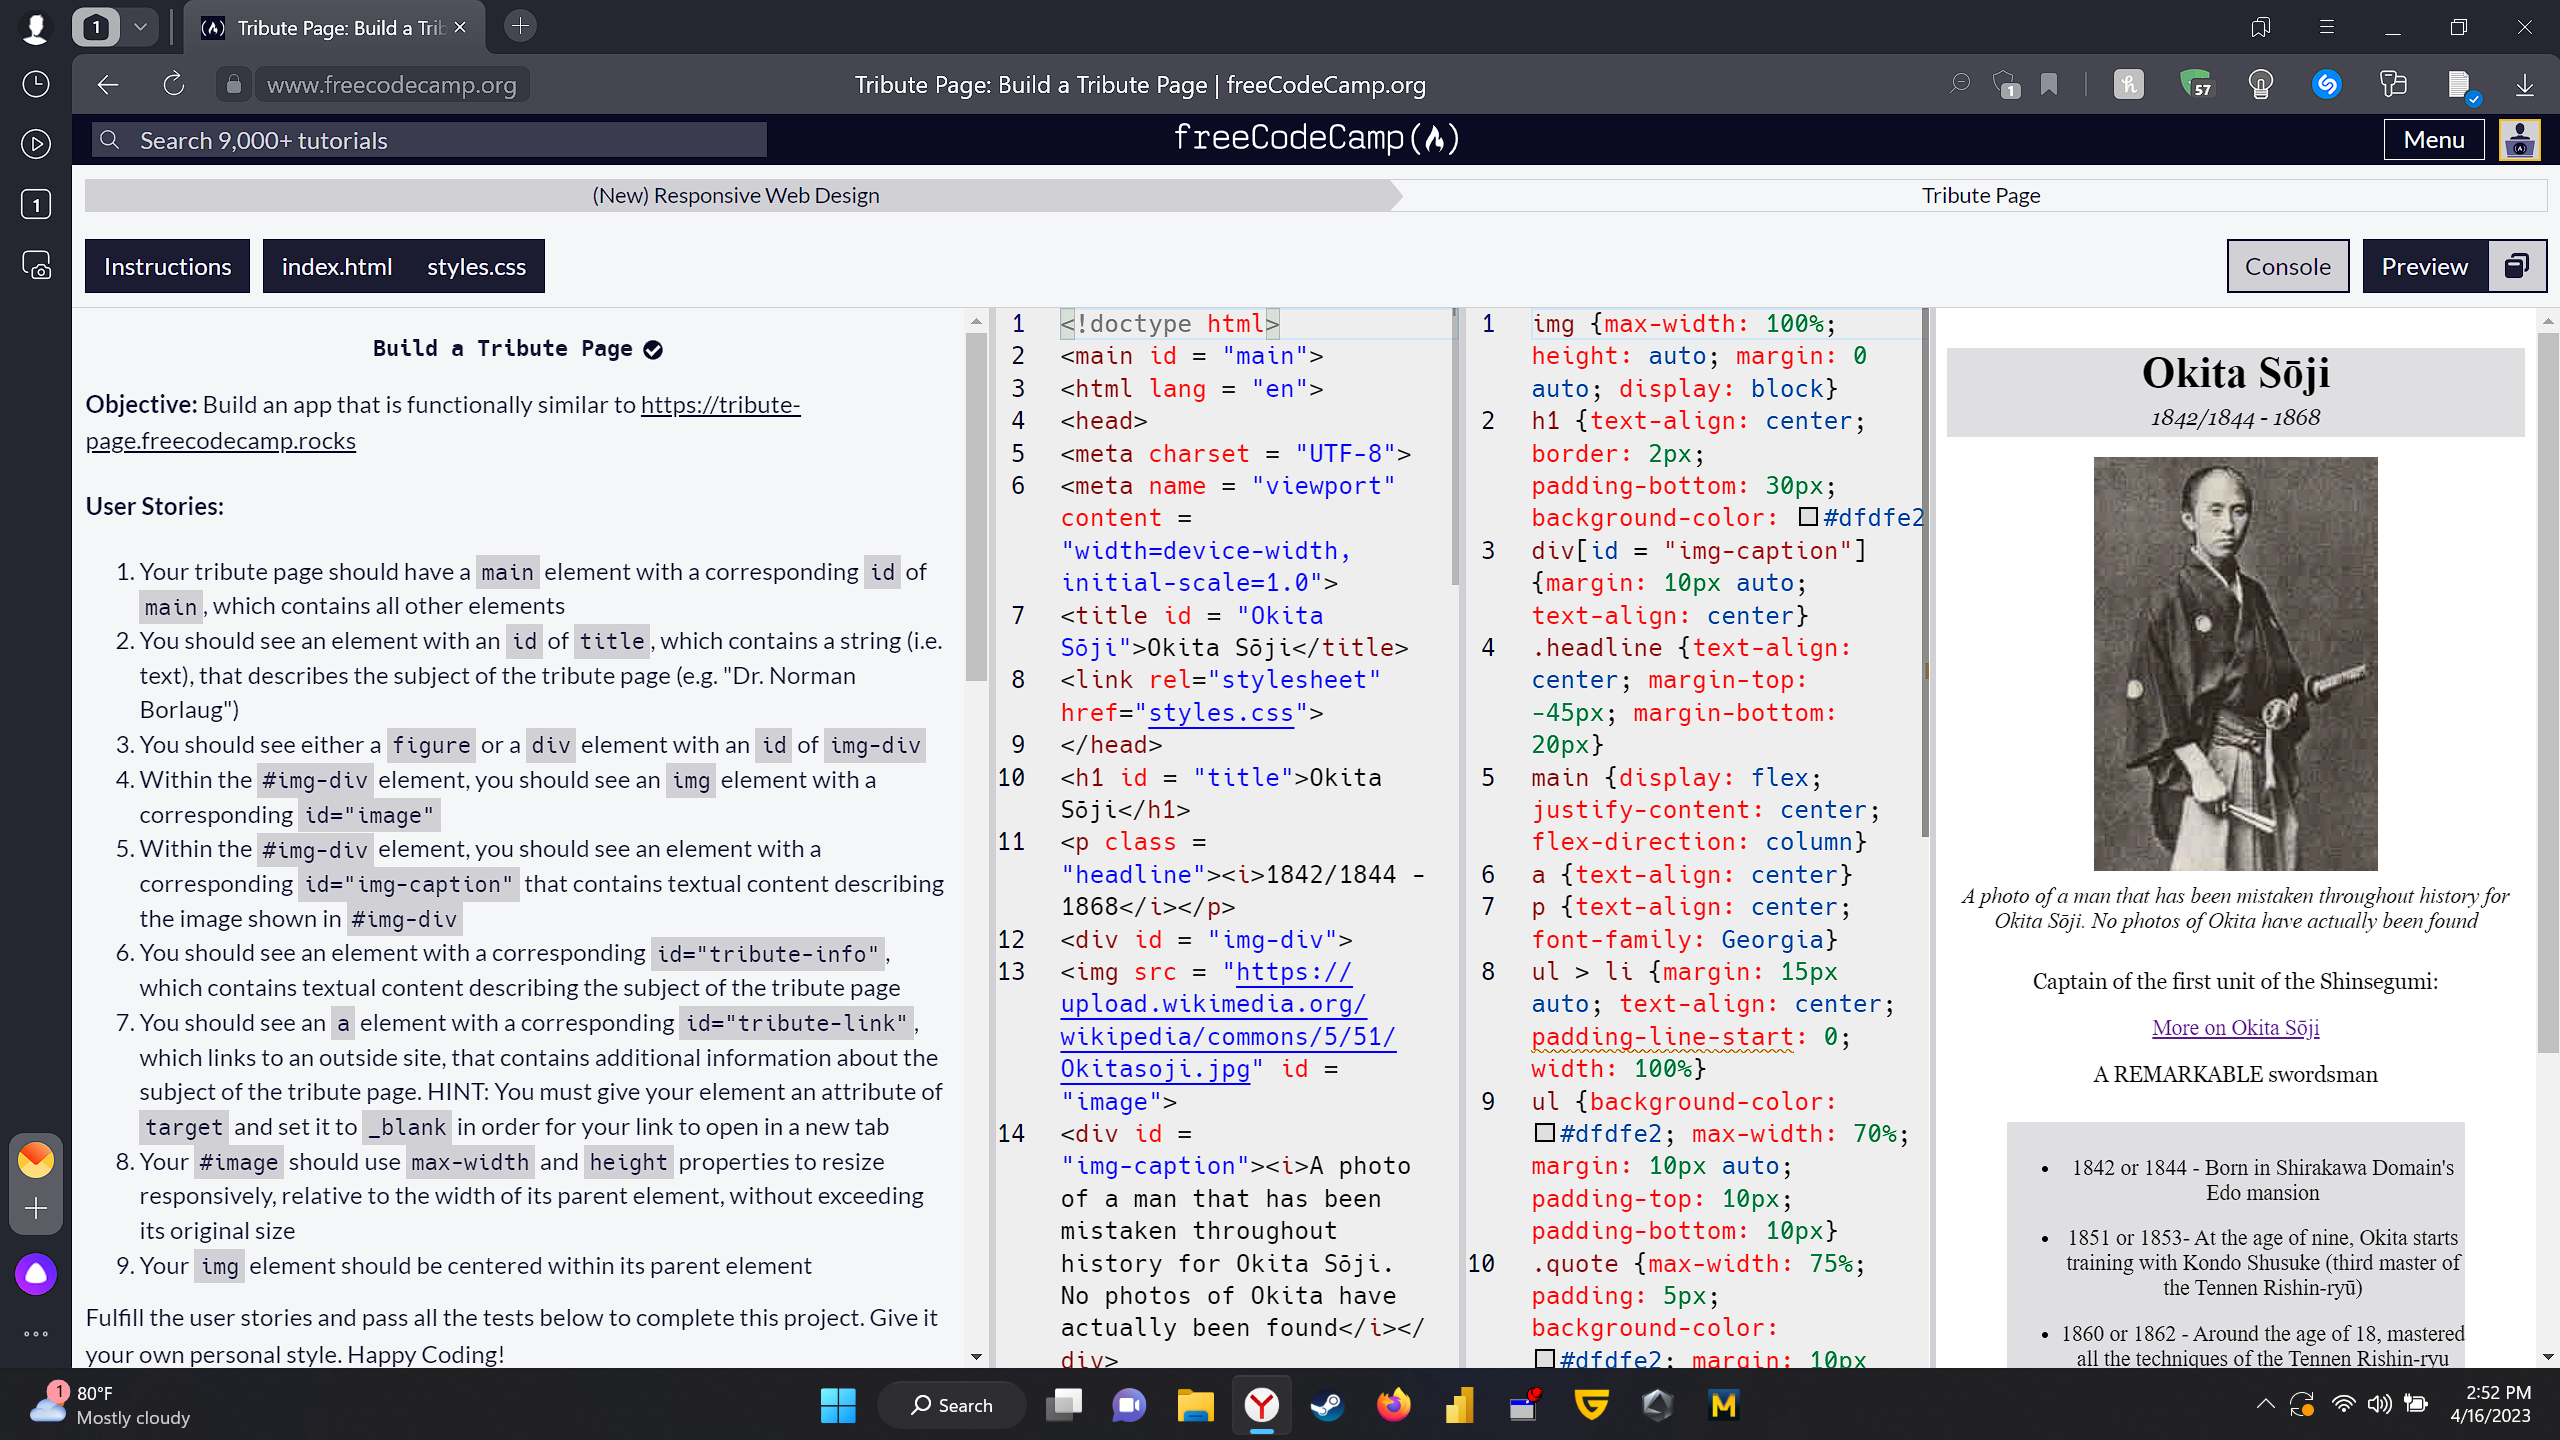 1
Tribute Page: Build a Trib
www.freecodecamp.org
Tribute Page: Build a Tribute Page | freeCodeCamp.org
1
57
1
Search 9,000+ tutorials
freeCodeCamp
Menu
(New) Responsive Web Design
Tribute Page
Instructions
index.html
styles.css
Console
Preview
Build a Tribute Page
Objective: Build an app that is functionally similar to https://tribute-
page.freecodecamp.rocks
User Stories:
1. Your tribute page should have a main element with a corresponding id of
main, which contains all other elements
2. You should see an element with an id of title, which contains a string (i.e.
text), that describes the subject of the tribute page (e.g. "Dr. Norman
Borlaug")
3. You should see either a figure or a div element with an id of img-div
4. Within the #img-div element, you should see an img element with a
corresponding id="image"
5. Within the #img-div element, you should see an element with a
corresponding id="img-caption" that contains textual content describing
the image shown in #img-div
6. You should see an element with a corresponding id="tribute-info",
which contains textual content describing the subject of the tribute page
7. You should see an a element with a corresponding id="tribute-link",
which links to an outside site, that contains additional information about the
subject of the tribute page. HINT: You must give your element an attribute of
target and set it to _blank in order for your link to open in a new tab
8. Your #image should use max-width and height properties to resize
responsively, relative to the width of its parent element, without exceeding
its original size
9. Your img element should be centered within its parent element
Fulfill the user stories and pass all the tests below to complete this project. Give it
your own personal style. Happy Coding!
1 <!doctype html>
2 <main id = "main">
3 <html lang = "en">
4 <head>
5 <meta charset = "UTF-8">
6 <meta name = "viewport"
content =
"width=device-width,
initial-scale=1.0">
7 <title id = "Okita
Sōji">Okita Sōji</title>
8 <link rel="stylesheet"
href="styles.css">
9 </head>
10 <h1 id = "title">Okita
Sōji</h1>
11 <p class =
"headline"><i>1842/1844 -
1868</i></p>
12 <div id = "img-div">
13 <img src = "https://
upload.wikimedia.org/
wikipedia/commons/5/51/
Okitasoji.jpg" id =
"image">
14 <div id =
"img-caption"><i>A photo
of a man that has been
mistaken throughout
history for Okita Sōji.
No photos of Okita have
actually been found</i></
div>
1 img {max-width: 100%;
height: auto; margin: 0
auto; display: block}
2 h1 {text-align: center;
border: 2px;
padding-bottom: 30px;
background-color: #dfdfe2
3 div[id = "img-caption"]
{margin: 10px auto;
text-align: center}
4 .headline {text-align:
center; margin-top:
-45px; margin-bottom:
20px}
5 main {display: flex;
justify-content: center;
flex-direction: column}
6 a {text-align: center}
7 p {text-align: center;
font-family: Georgia}
8 ul > li {margin: 15px
auto; text-align: center;
padding-line-start: 0;
width: 100%}
9 ul {background-color:
#dfdfe2; max-width: 70%;
margin: 10px auto;
padding-top: 10px;
padding-bottom: 10px}
10 .quote {max-width: 75%;
padding: 5px;
background-color:
#dfdfe2; margin: 10px
Okita Sōji
1842/1844 - 1868
A photo of a man that has been mistaken throughout history for
Okita Sōji. No photos of Okita have actually been found
Captain of the first unit of the Shinsegumi:
More on Okita Sōji
A REMARKABLE swordsman
• 1842 or 1844 - Born in Shirakawa Domain's
Edo mansion
• 1851 or 1853- At the age of nine, Okita starts
training with Kondo Shusuke (third master of
the Tennen Rishin-ryū)
• 1860 or 1862 - Around the age of 18, mastered
all the techniques of the Tennen Rishin-ryu
1
80°F
Mostly cloudy
Search
2:52 PM
4/16/2023